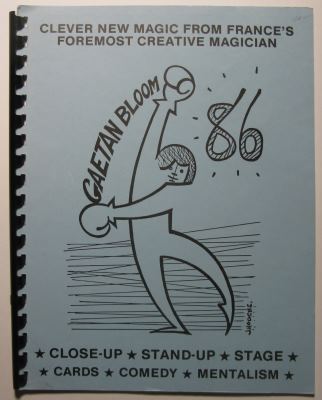 CLEVER NEW MAGIC FROM FRANCE'S
FOREMOST CREATIVE MAGICIAN
GAETAN BLOOM
86
★ CLOSE-UP ★ STAND-UP ★ STAGE ★
★ CARDS ★ COMEDY ★ MENTALISM ★